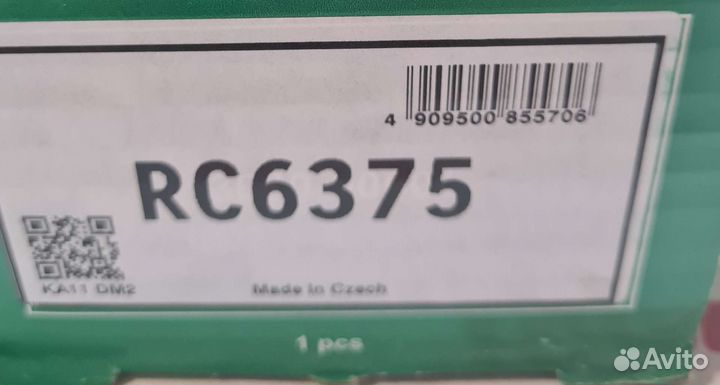 4 909500 855706
RC6375
KA11 DM2
Made In Czech
1 pcs
Avito